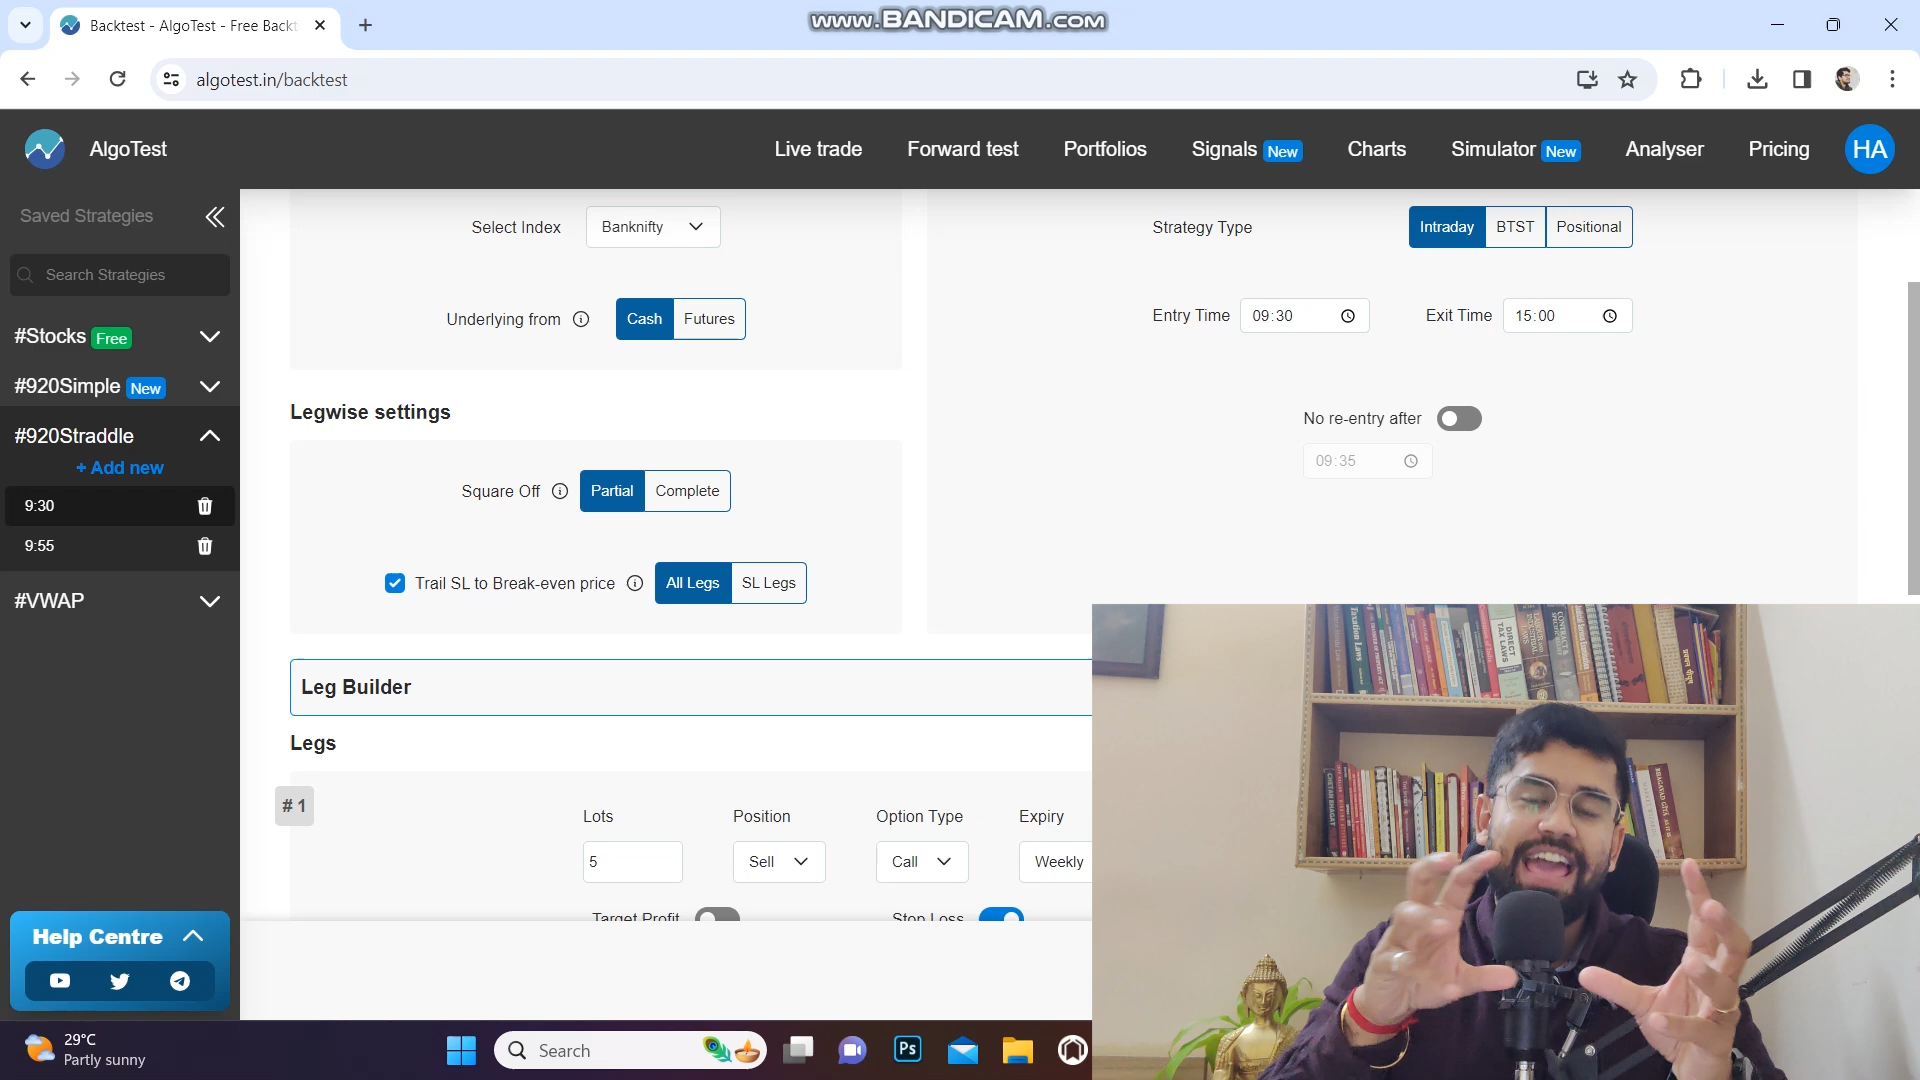 Backtest - AlgoTest - Free Backt
www.BANDICAM.com
algotest.in/backtest
AlgoTest
Live trade
Forward test
Portfolios
Signals New
Charts
Simulator New
Analyser
Pricing
HA
Saved Strategies
Search Strategies
#Stocks Free
#920Simple New
#920Straddle
+ Add new
9:30
9:55
#VWAP
Help Centre
Select Index
Banknifty
Underlying from
Cash
Futures
Strategy Type
Intraday
BTST
Positional
Entry Time
09:30
Exit Time
15:00
No re-entry after
09:35
Legwise settings
Square Off
Partial
Complete
Trail SL to Break-even price
All Legs
SL Legs
Leg Builder
Legs
# 1
Lots
Position
Option Type
Expiry
5
Sell
Call
Weekly
Target Profit
Stop Loss
DIRECT TAX LAWS
29°C
Partly sunny
Search
Ps